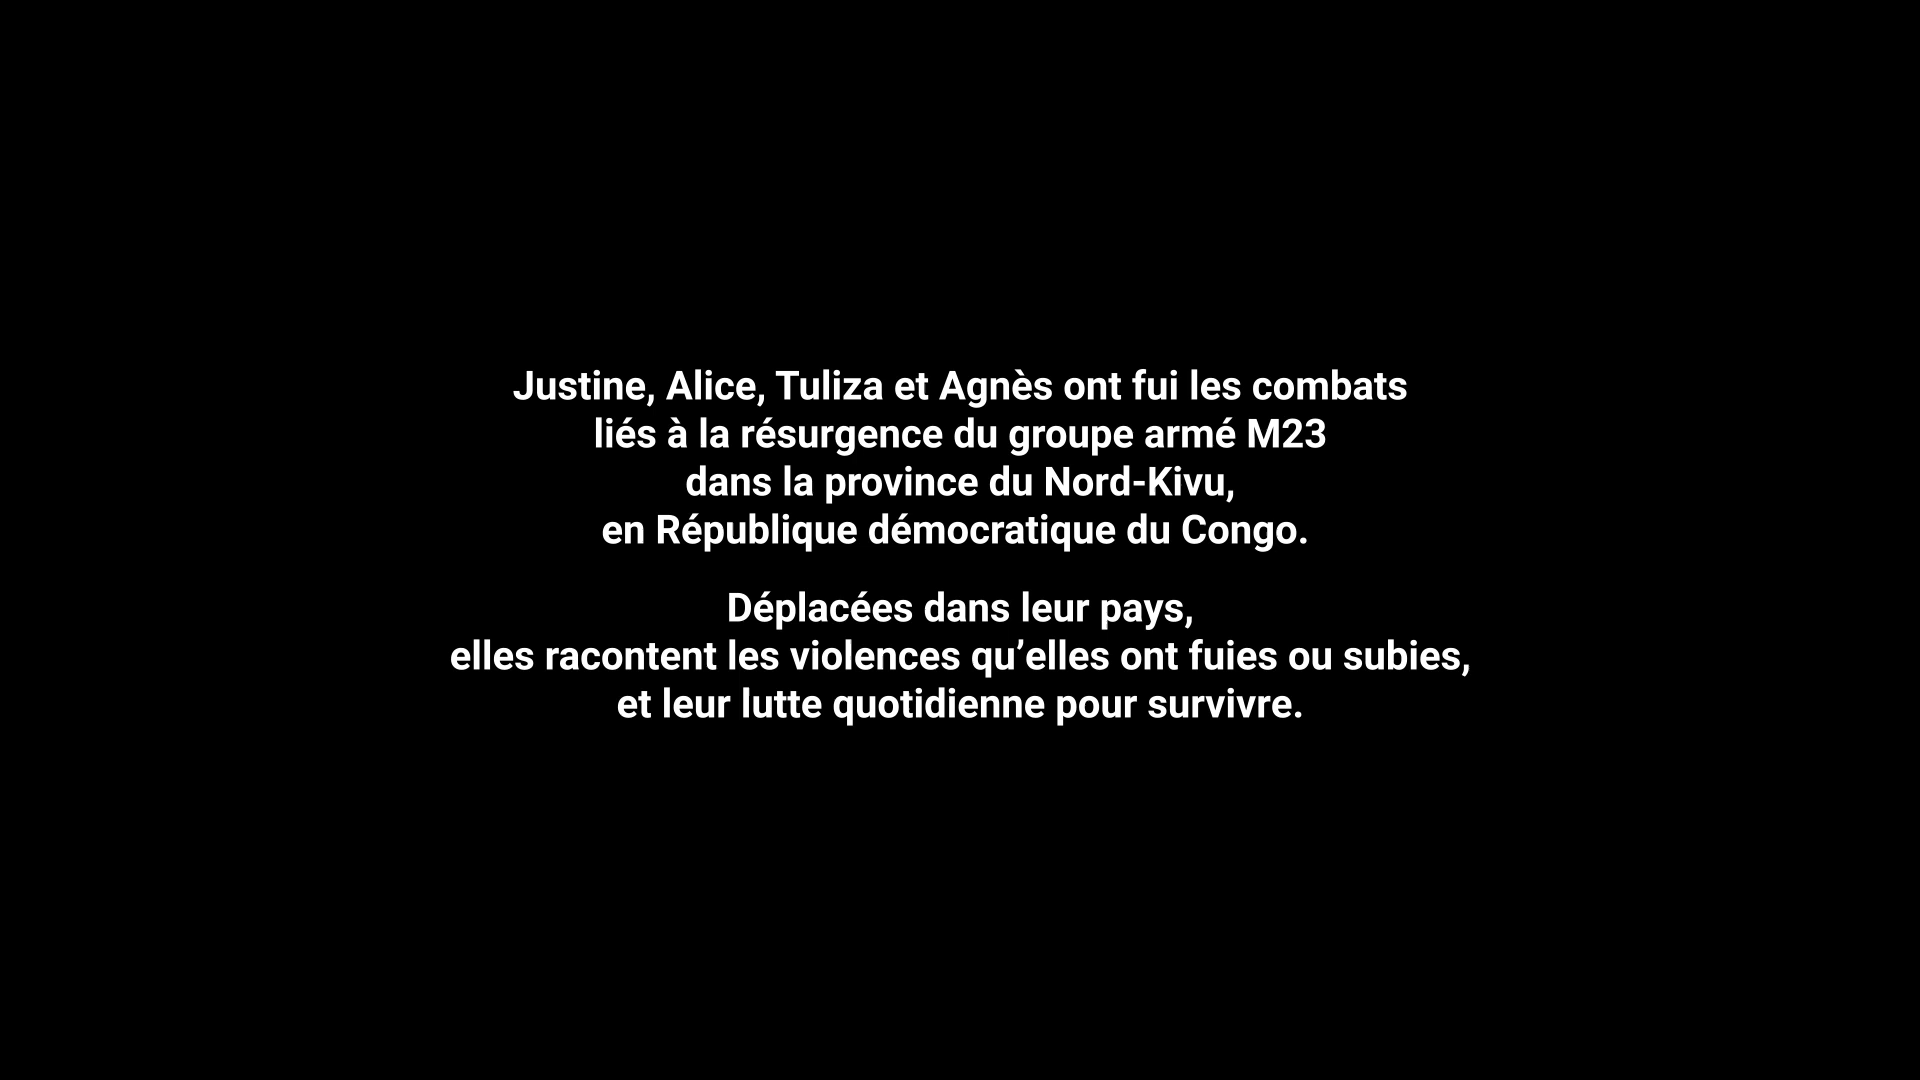 Justine, Alice, Tuliza et Agnès ont fui les combats
liés à la résurgence du groupe armé M23
dans la province du Nord-Kivu,
en République démocratique du Congo.
Déplacées dans leur pays,
elles racontent les violences qu’elles ont fuies ou subies,
et leur lutte quotidienne pour survivre.